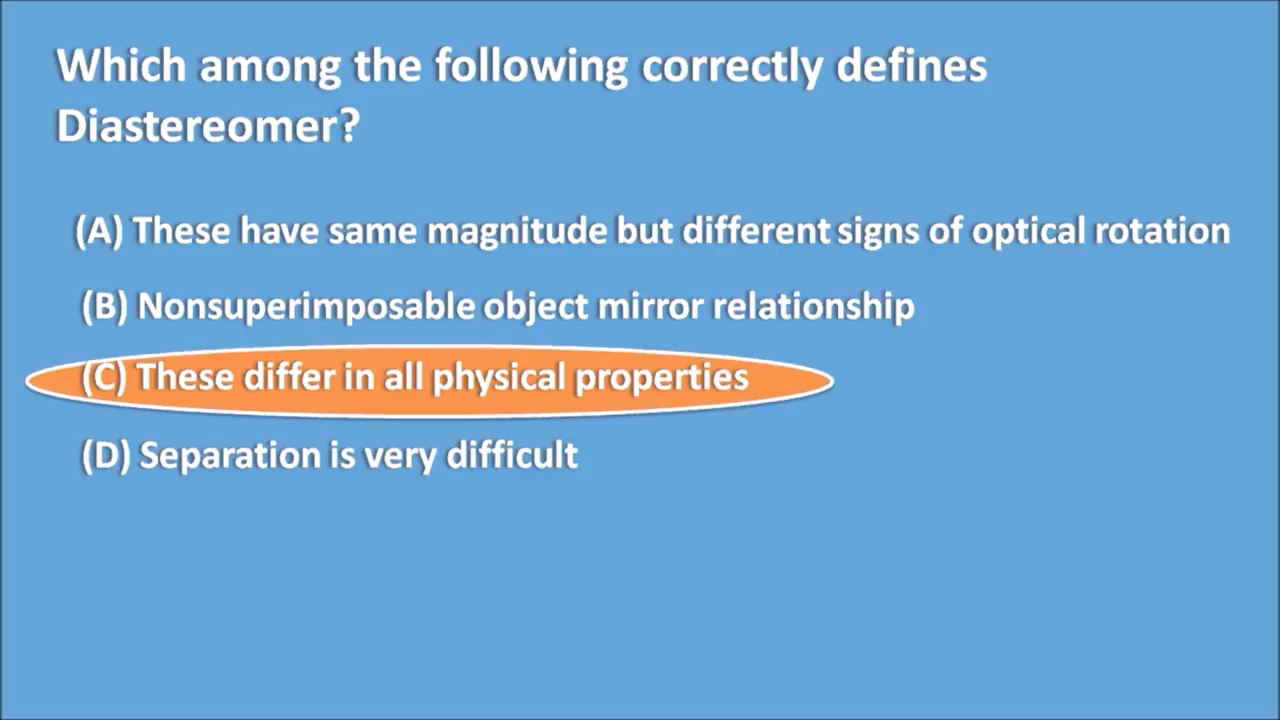 Which among the following correctly defines
Diastereomer?
(A) These have same magnitude but different signs of optical rotation
(B) Nonsuperimposable object mirror relationship
(C) These differ in all physical properties
(D) Separation is very difficult